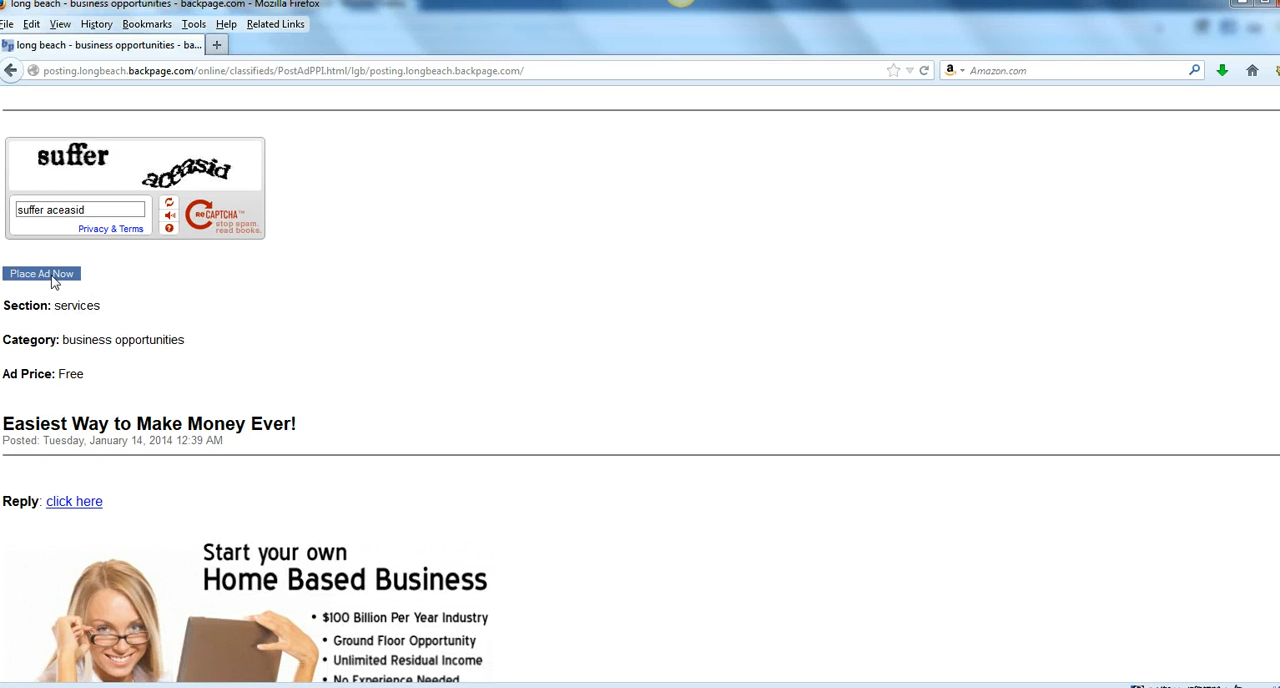 long beach - business opportunities - backpage.com - Mozilla Firefox
File Edit View History Bookmarks Tools Help Related Links
long beach - business opportunities - ba...
posting.longbeach.backpage.com/online/classifieds/PostAdPPI.html/lgb/posting.longbeach.backpage.com/
Amazon.com
suffer aceasid
suffer aceasid
Privacy & Terms
reCAPTCHA™
stop spam.
read books.
Place Ad Now
Section: services
Category: business opportunities
Ad Price: Free
Easiest Way to Make Money Ever!
Posted: Tuesday, January 14, 2014 12:39 AM
Reply: click here
Start your own
Home Based Business
• $100 Billion Per Year Industry
• Ground Floor Opportunity
• Unlimited Residual Income
• No Experience Needed